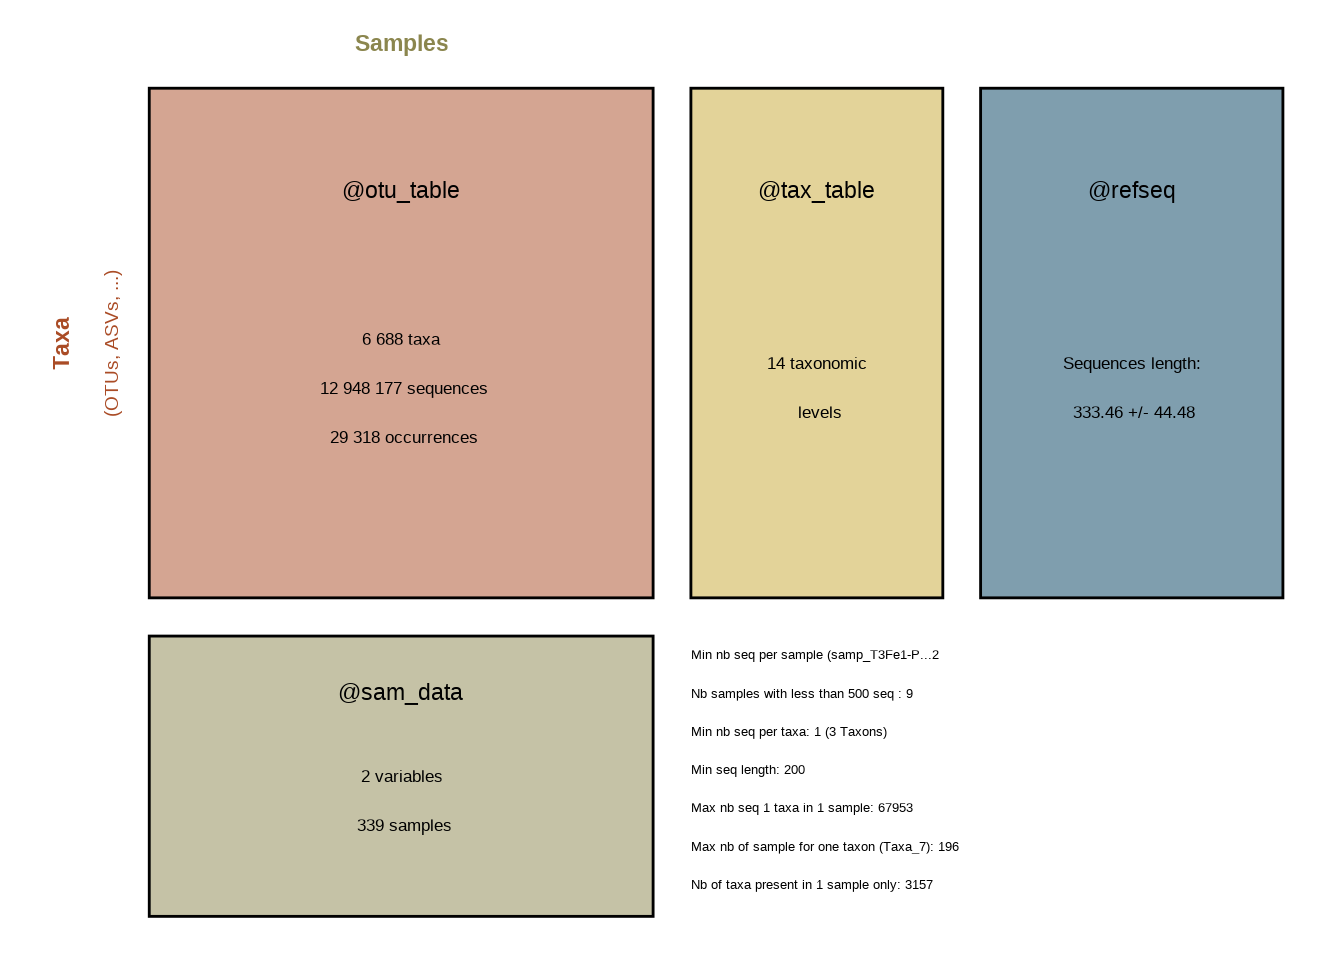 Samples
Taxa
(OTUs, ASVs, ...)
@otu_table
6 688 taxa
12 948 177 sequences
29 318 occurrences
@tax_table
14 taxonomic
levels
@refseq
Sequences length:
333.46 +/- 44.48
@sam_data
2 variables
339 samples
Min nb seq per sample (samp_T3Fe1-P...2
Nb samples with less than 500 seq : 9
Min nb seq per taxa: 1 (3 Taxons)
Min seq length: 200
Max nb seq 1 taxa in 1 sample: 67953
Max nb of sample for one taxon (Taxa_7): 196
Nb of taxa present in 1 sample only: 3157